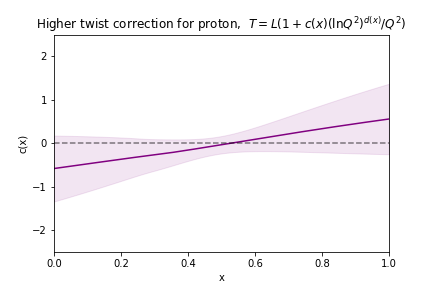 Higher twist correction for proton, T = L(1 + c(x)(lnQ²)^{d(x)}/Q²)
2
1
0
−1
−2
c(x)
0.0 0.2 0.4 0.6 0.8 1.0
x